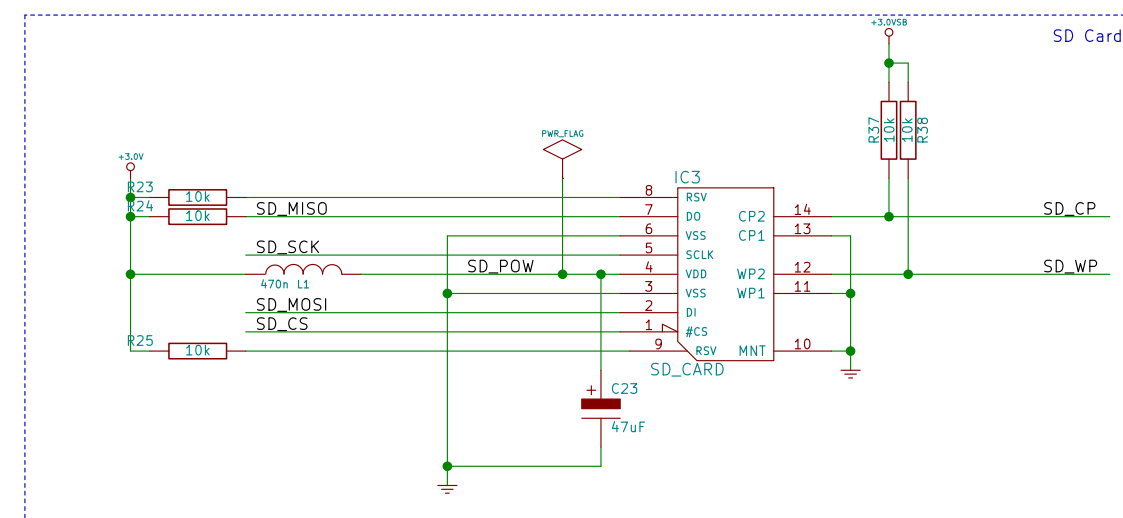 +3.0VSB
SD Card
R37
10k
10k
R38
PWR_FLAG
+3.0V
IC3
R23
10k
8
RSV
R24
10k
SD_MISO
7
DO
CP2
14
SD_CP
6
VSS
CP1
13
SD_SCK
5
SCLK
470n L1
SD_POW
4
VDD
WP2
12
SD_WP
3
VSS
WP1
11
SD_MOSI
2
DI
SD_CS
1
#CS
R25
10k
9
RSV
MNT
10
SD_CARD
+
C23
47uF